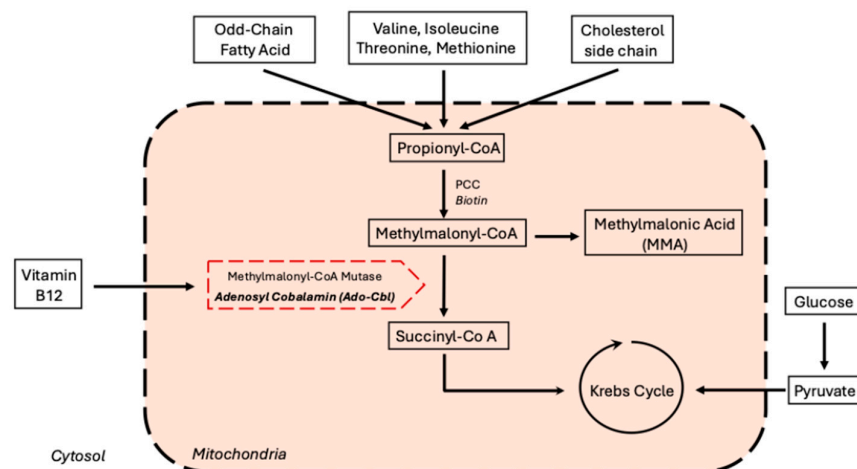 Odd-Chain
Fatty Acid
Valine, Isoleucine
Threonine, Methionine
Cholesterol
side chain
Propionyl-CoA
PCC
Biotin
Methylmalonyl-CoA
Methylmalonic Acid
(MMA)
Vitamin
B12
Methylmalonyl-CoA Mutase
Adenosyl Cobalamin (Ado-Cbl)
Glucose
Succinyl-Co A
Krebs Cycle
Pyruvate
Cytosol
Mitochondria